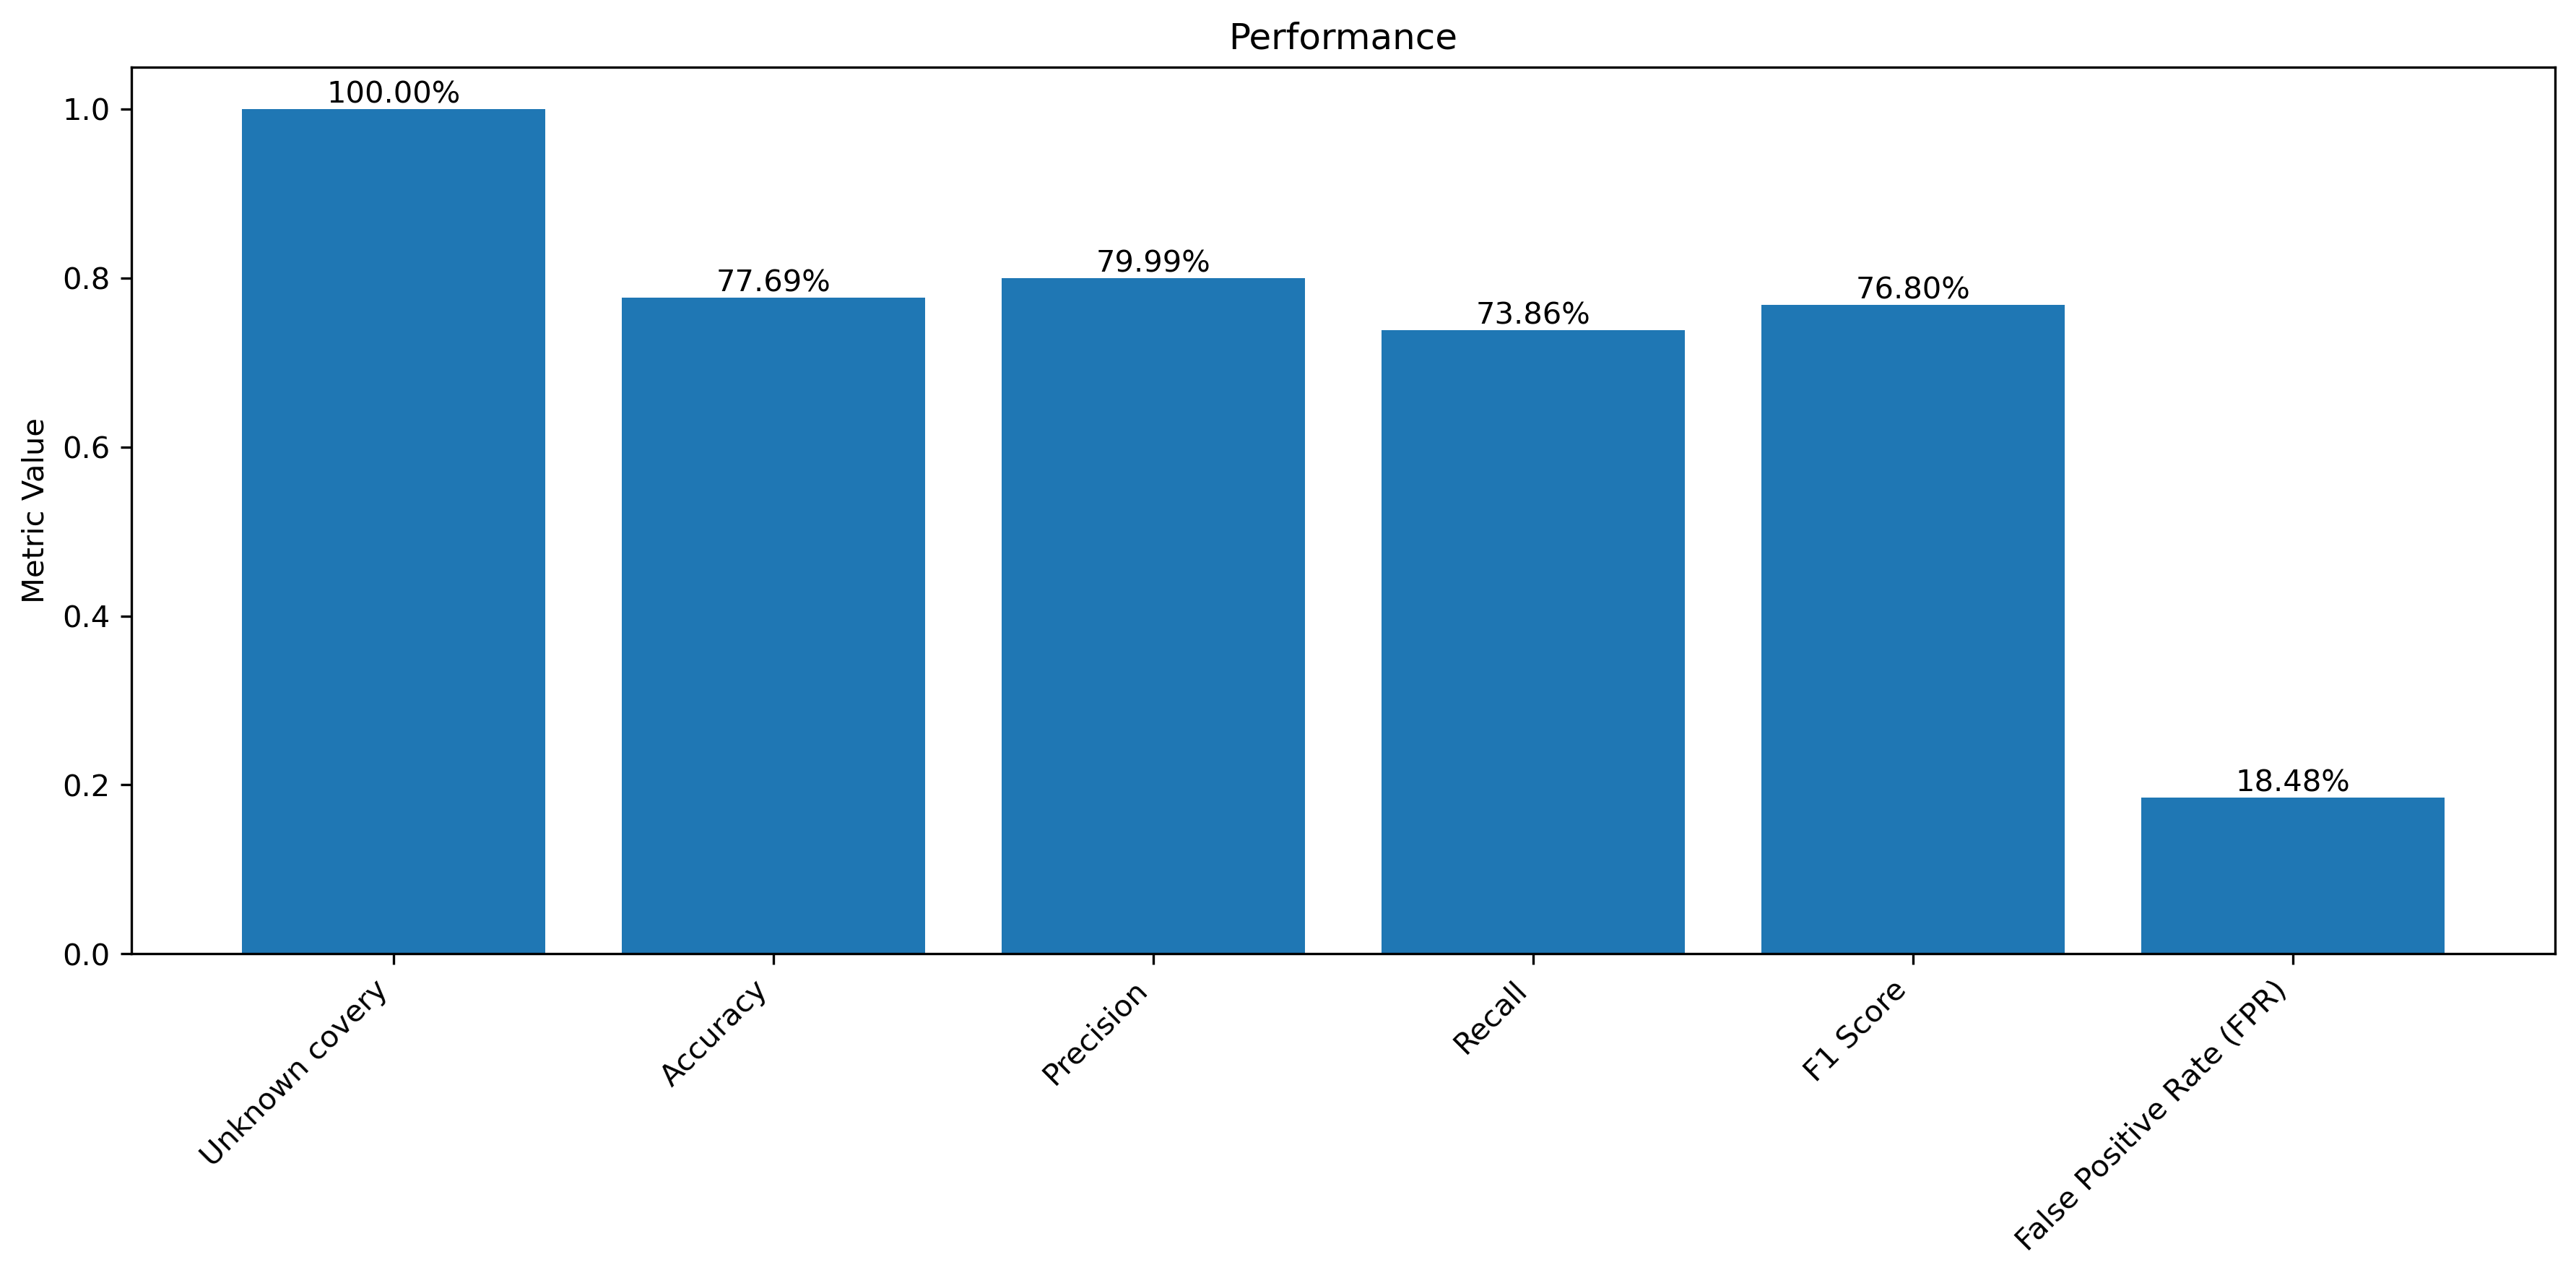 Performance
Metric Value
1.0
0.8
0.6
0.4
0.2
0.0
100.00%
77.69%
79.99%
73.86%
76.80%
18.48%
Unknown covery
Accuracy
Precision
Recall
F1 Score
False Positive Rate (FPR)